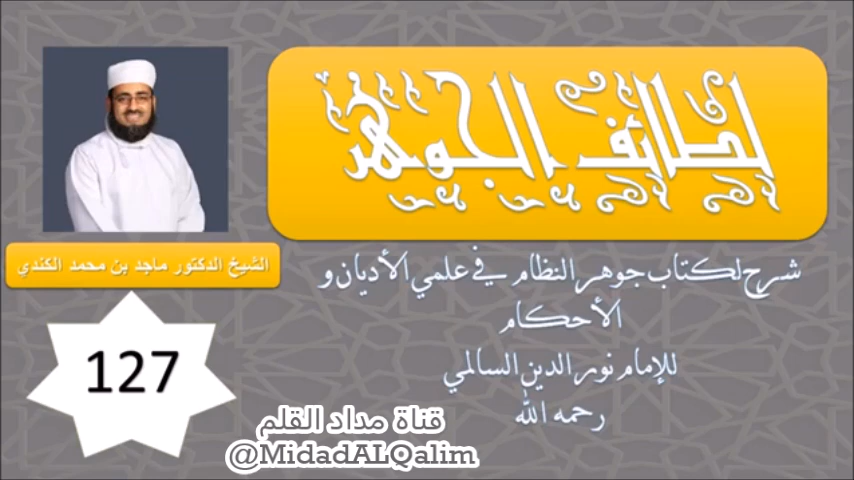 لطائف الجوهر
شرح لكتاب جوهر النظام في علمي الأديان و
الأحكام
للإمام نور الدين السالمي
رحمه الله
الشيخ الدكتور ماجد بن محمد الكندي
127
قناة مداد القلم
@MidadALQalim